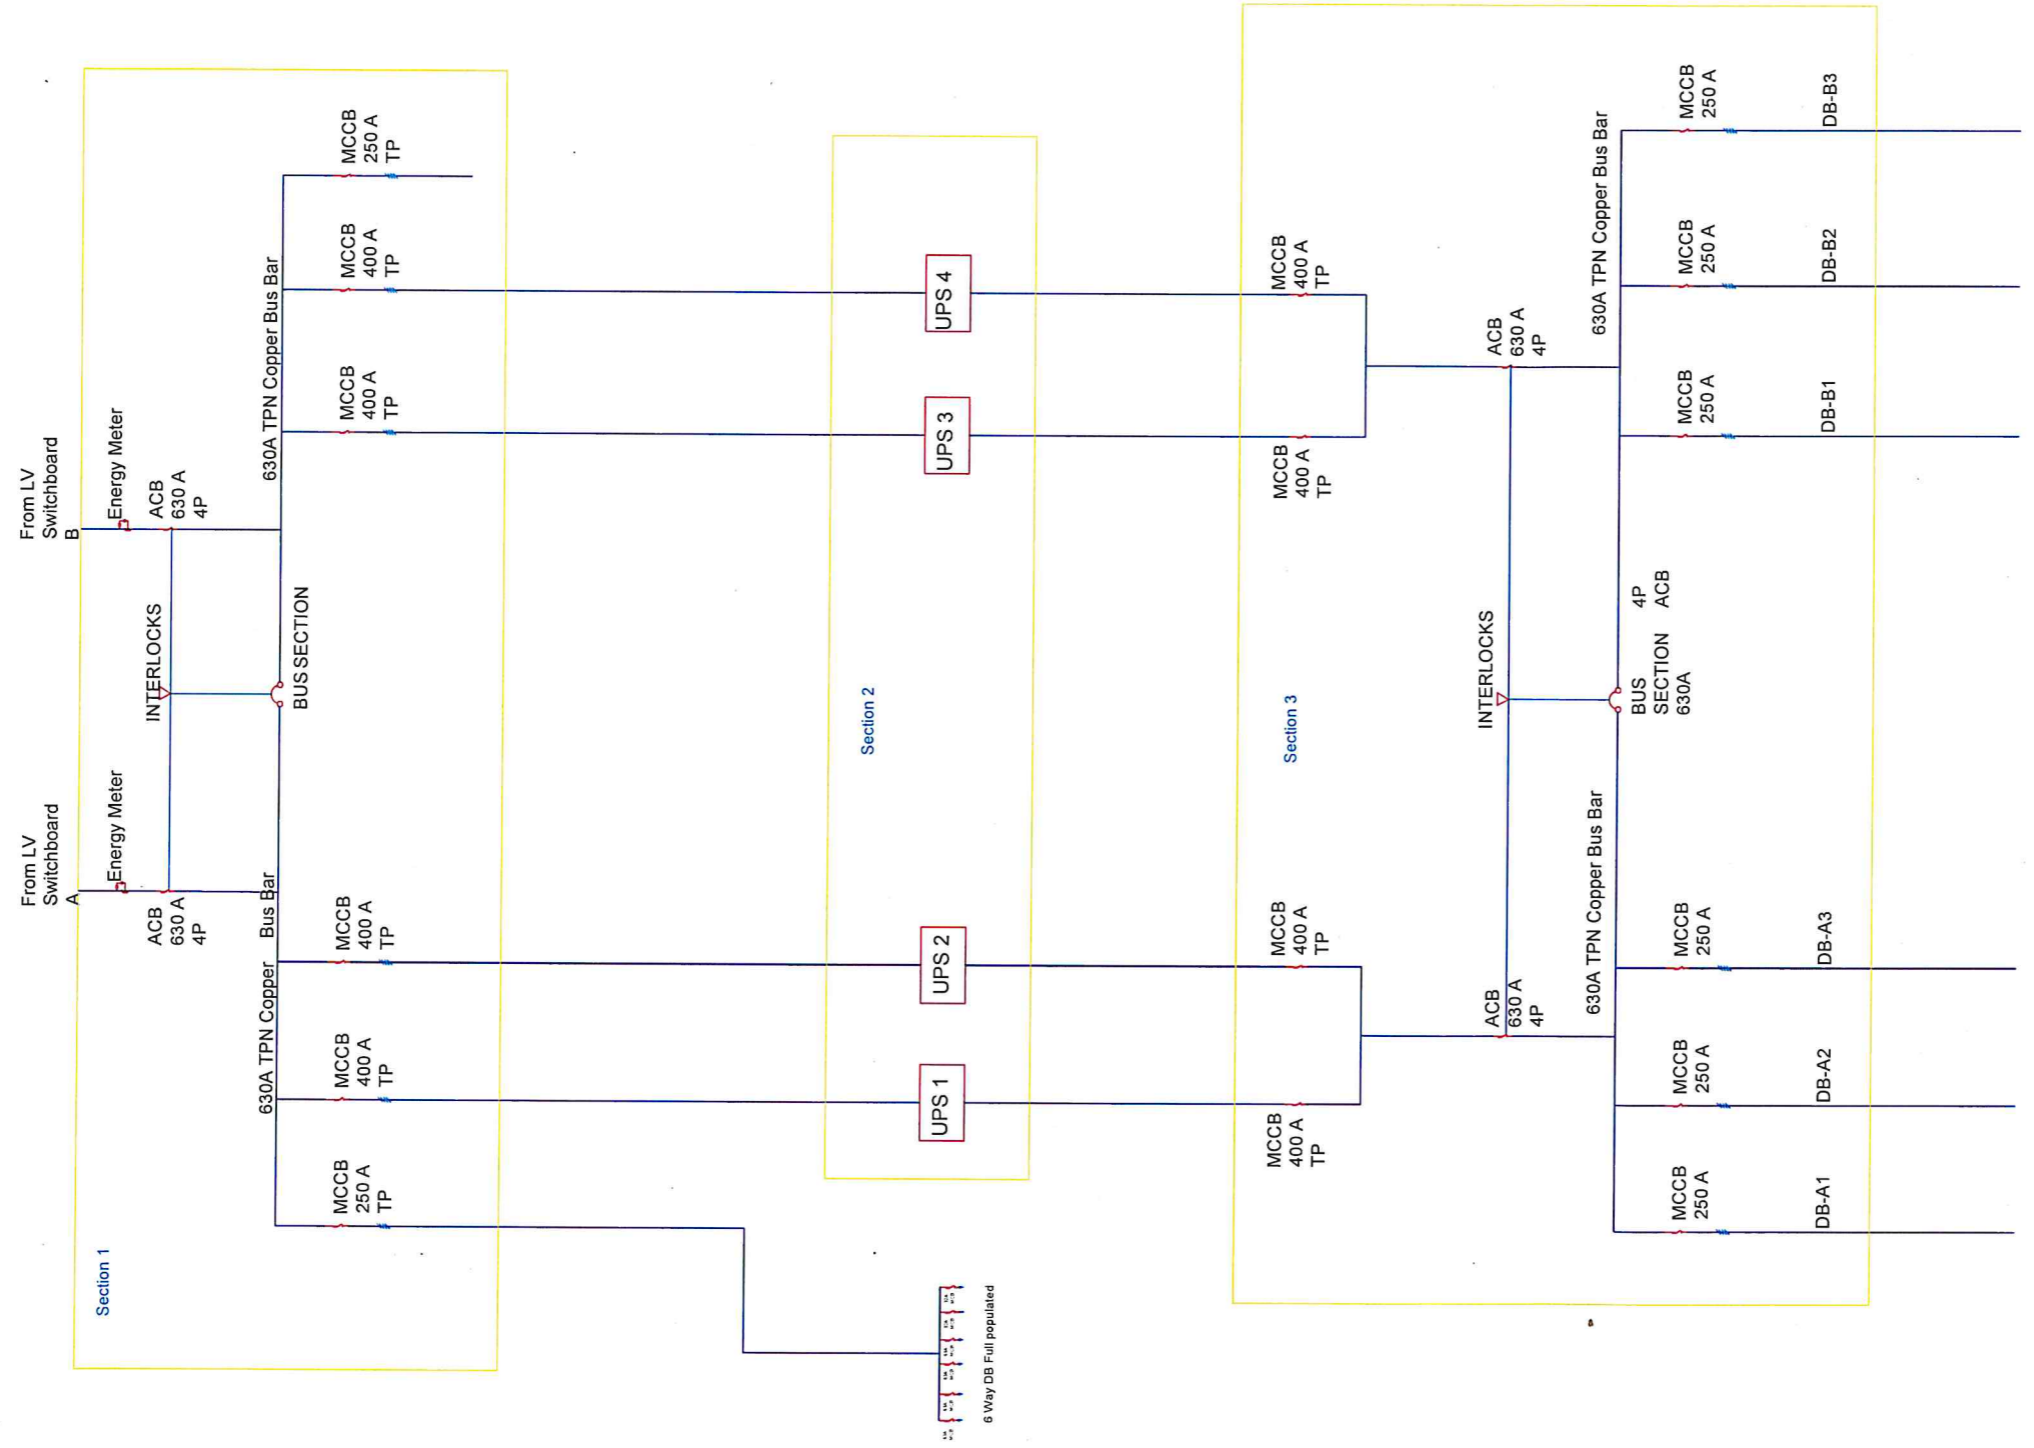 From LV
Switchboard
A
From LV
Switchboard
B
Section 1
Energy Meter
Energy Meter
ACB
630 A
4P
INTERLOCKS
ACB
630 A
4P
630A TPN Copper Bus Bar
BUS SECTION
630A TPN Copper Bus Bar
MCCB
250 A
TP
MCCB
400 A
TP
MCCB
400 A
TP
MCCB
400 A
TP
MCCB
400 A
TP
MCCB
250 A
TP
Section 2
UPS 1
UPS 2
UPS 3
UPS 4
6 Way DB Full populated
Section 3
MCCB
400 A
TP
MCCB
400 A
TP
MCCB
400 A
TP
MCCB
400 A
TP
ACB
630 A
4P
INTERLOCKS
ACB
630 A
4P
630A TPN Copper Bus Bar
BUS
SECTION
630A
4P
ACB
630A TPN Copper Bus Bar
MCCB
250 A
MCCB
250 A
MCCB
250 A
MCCB
250 A
MCCB
250 A
MCCB
250 A
DB-A1
DB-A2
DB-A3
DB-B1
DB-B2
DB-B3